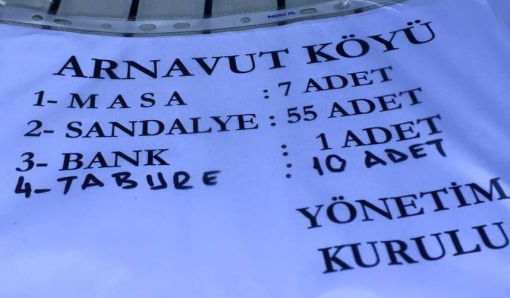 ARNAVUT KÖYÜ
1- MASA : 7 ADET
2- SANDALYE : 55 ADET
3- BANK : 1 ADET
4- TABURE : 10 ADET
YÖNETİM
KURULU